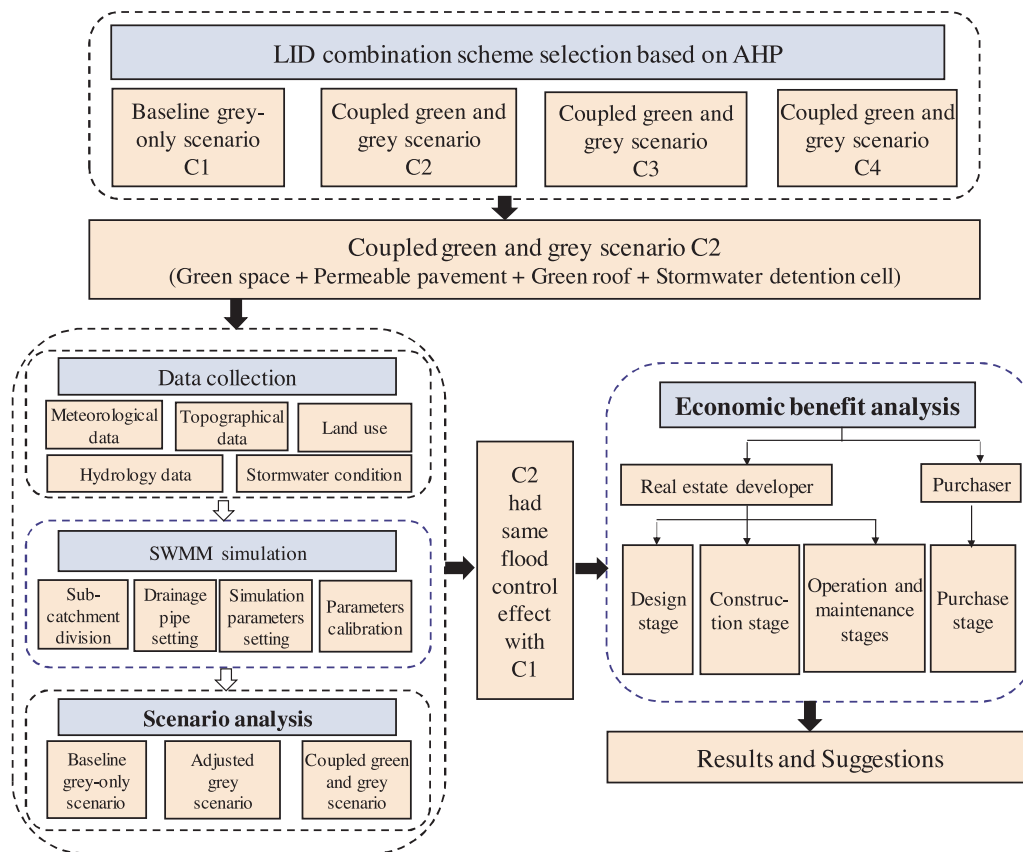 LID combination scheme selection based on AHP
Baseline grey-
only scenario
C1
Coupled green and
grey scenario
C2
Coupled green and
grey scenario
C3
Coupled green and
grey scenario
C4
Coupled green and grey scenario C2
(Green space + Permeable pavement + Green roof + Stormwater detention cell)
Data collection
Meteorological
data
Topographical
data
Land use
Hydrology data
Stormwater condition
SWMM simulation
Sub-
catchment
division
Drainage
pipe
setting
Simulation
parameters
setting
Parameters
calibration
Scenario analysis
Baseline
grey-only
scenario
Adjusted
grey
scenario
Coupled green
and grey
scenario
C2
had
same
flood
control
effect
with
C1
Economic benefit analysis
Real estate developer
Purchaser
Design
stage
Construc-
tion stage
Operation and
maintenance
stages
Purchase
stage
Results and Suggestions